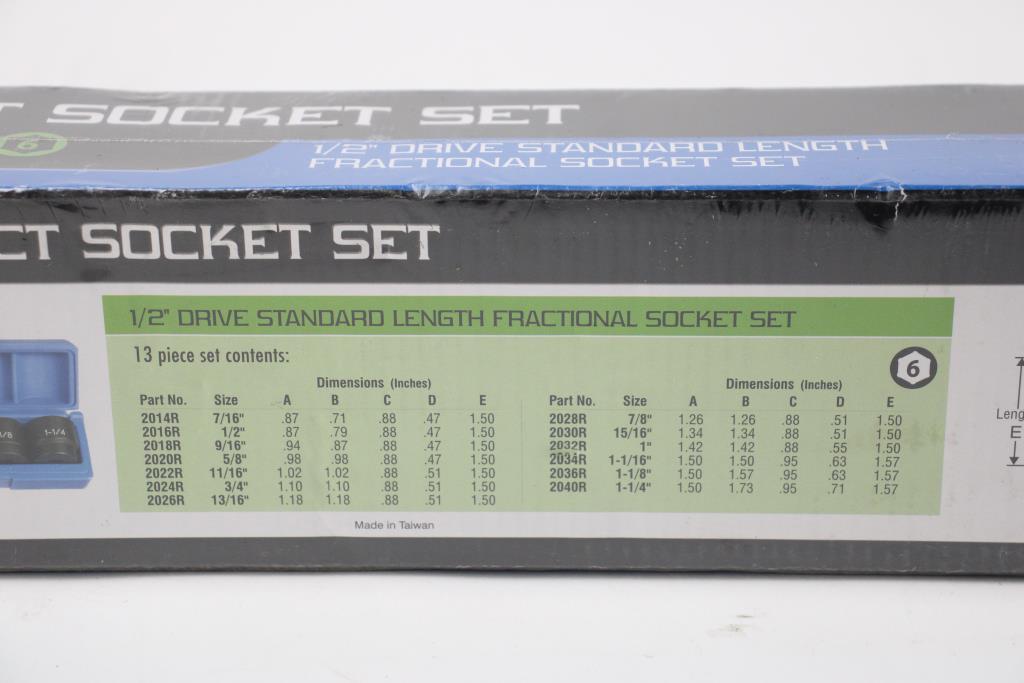 T SOCKET SET
6
1/2" DRIVE STANDARD LENGTH
FRACTIONAL SOCKET SET
CT SOCKET SET
1/2" DRIVE STANDARD LENGTH FRACTIONAL SOCKET SET
13 piece set contents:
6
Dimensions (Inches)
Part No. Size A B C D E
2014R 7/16" .87 .71 .88 .47 1.50
2016R 1/2" .87 .79 .88 .47 1.50
2018R 9/16" .94 .87 .88 .47 1.50
2020R 5/8" .98 .98 .88 .47 1.50
2022R 11/16" 1.02 1.02 .88 .51 1.50
2024R 3/4" 1.10 1.10 .88 .51 1.50
2026R 13/16" 1.18 1.18 .88 .51 1.50
Dimensions (Inches)
Part No. Size A B C D E
2028R 7/8" 1.26 1.26 .88 .51 1.50
2030R 15/16" 1.34 1.34 .88 .51 1.50
2032R 1" 1.42 1.42 .88 .55 1.50
2034R 1-1/16" 1.50 1.50 .95 .63 1.57
2036R 1-1/8" 1.50 1.57 .95 .63 1.57
2040R 1-1/4" 1.50 1.73 .95 .71 1.57
Made in Taiwan
1/8 1-1/4
Leng
E